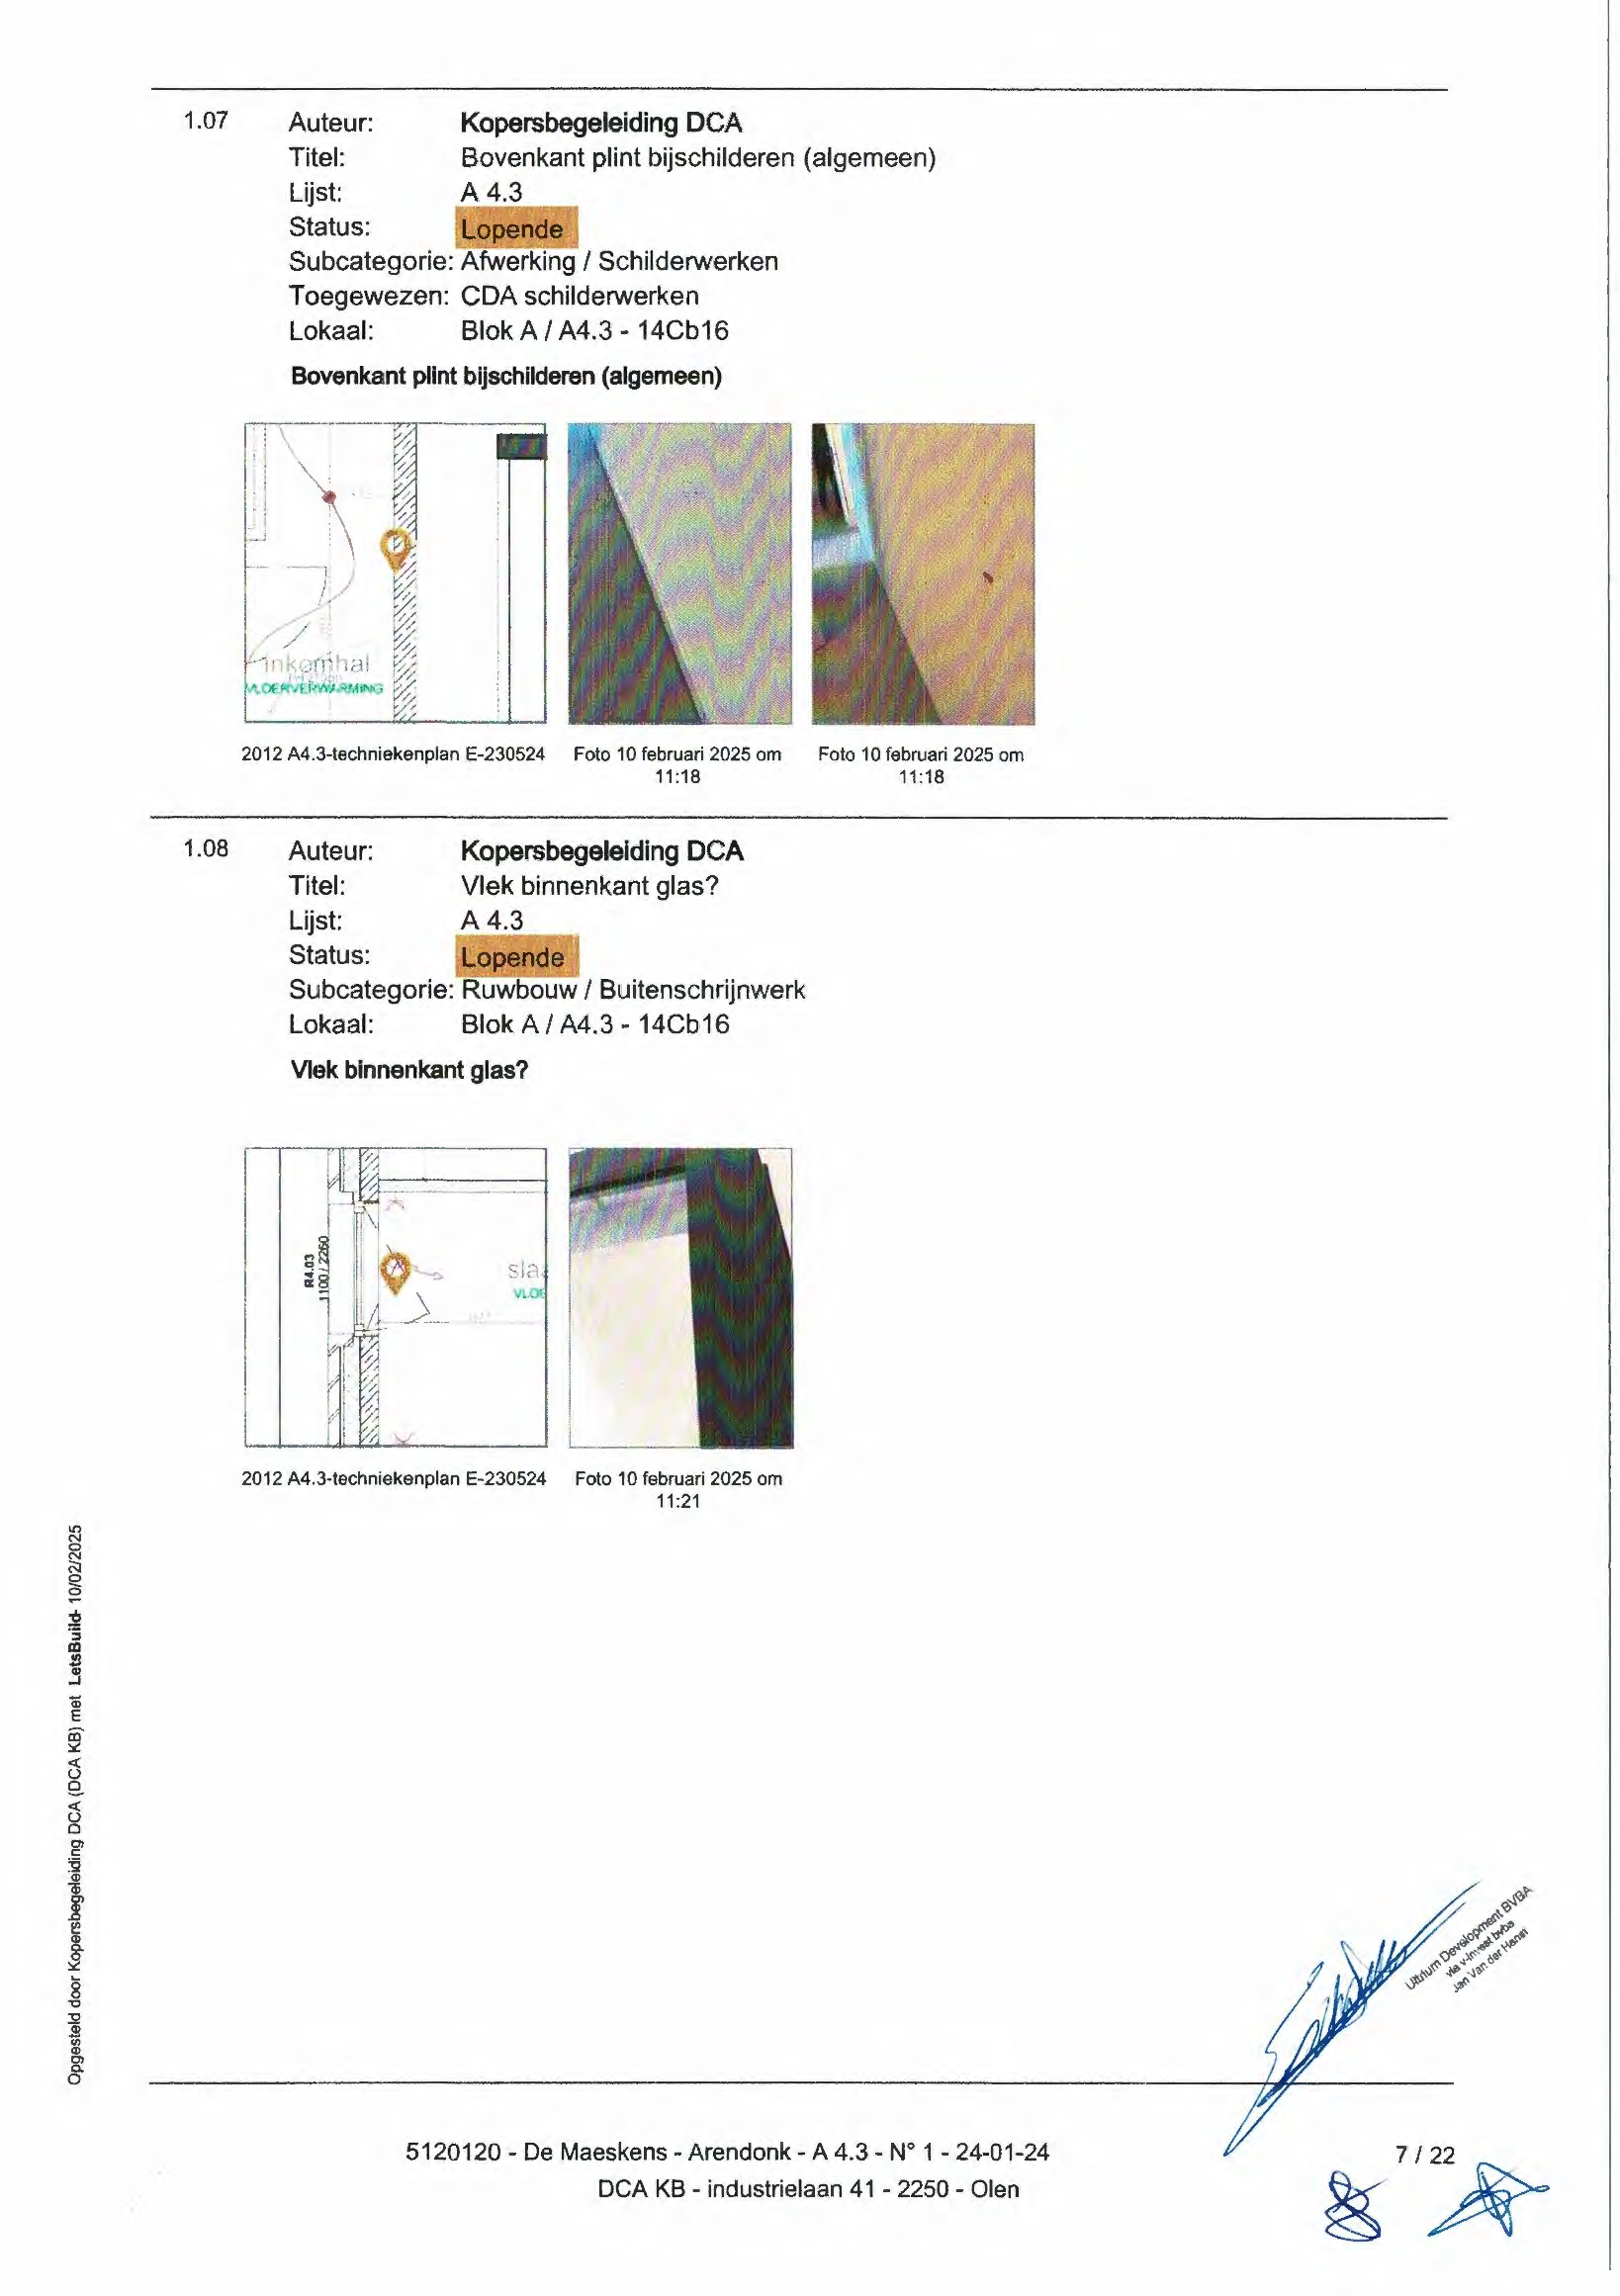 1.07 Auteur: Kopersbegeleiding DCA
Titel: Bovenkant plint bijschilderen (algemeen)
Lijst: A 4.3
Status: Lopende
Subcategorie: Afwerking / Schilderwerken
Toegewezen: CDA schilderwerken
Lokaal: Blok A / A4.3 - 14Cb16
Bovenkant plint bijschilderen (algemeen)
inkomhal
VLOERVERWARMING
2012 A4.3-techniekenplan E-230524
Foto 10 februari 2025 om
11:18
Foto 10 februari 2025 om
11:18
1.08 Auteur: Kopersbegeleiding DCA
Titel: Vlek binnenkant glas?
Lijst: A 4.3
Status: Lopende
Subcategorie: Ruwbouw / Buitenschrijnwerk
Lokaal: Blok A / A4.3 - 14Cb16
Vlek binnenkant glas?
R4.03
1100 / 2260
slaa
VLOE
2012 A4.3-techniekenplan E-230524
Foto 10 februari 2025 om
11:21
Opgesteld door Kopersbegeleiding DCA (DCA KB) met LetsBuild- 10/02/2025
Ultrium Development BVBA
via v-invest bvba
Jan Van der
5120120 - De Maeskens - Arendonk - A 4.3 - N° 1 - 24-01-24
7 / 22
DCA KB - industrielaan 41 - 2250 - Olen